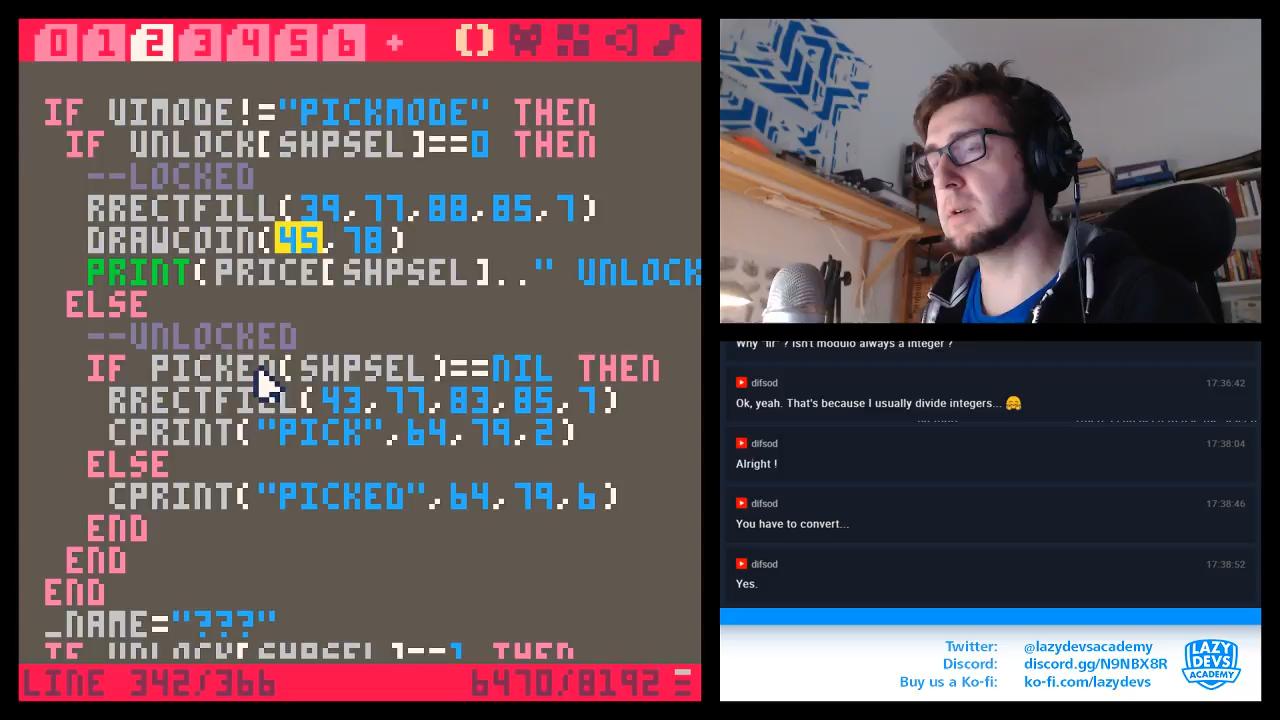 0 1 2 3 4 5 6 +
IF UIMODE!="PICKMODE" THEN
IF UNLOCK[SHPSEL]==0 THEN
--LOCKED
RRECTFILL(39,77,88,85,7)
DRAWCOIN(45,78)
PRINT(PRICE[SHPSEL].." UNLOCK
ELSE
--UNLOCKED
IF PICKED(SHPSEL)==NIL THEN
RRECTFILL(43,77,83,85,7)
CPRINT("PICK",64,79,2)
ELSE
CPRINT("PICKED",64,79,6)
END
END
END
_NAME="???"
IF UNLOCK[SHPSEL]==1 THEN
LINE 342/366 6470/8192
Why "flr" ? Isn't modulo always a integer ?
difsod 17:36:42
Ok, yeah. That's because I usually divide integers... 🤗
difsod 17:38:04
Alright !
difsod 17:38:46
You have to convert...
difsod 17:38:52
Yes.
Twitter: @lazydevsacademy
Discord: discord.gg/N9NBX8R
Buy us a Ko-fi: ko-fi.com/lazydevs
LAZY
DEVS
ACADEMY